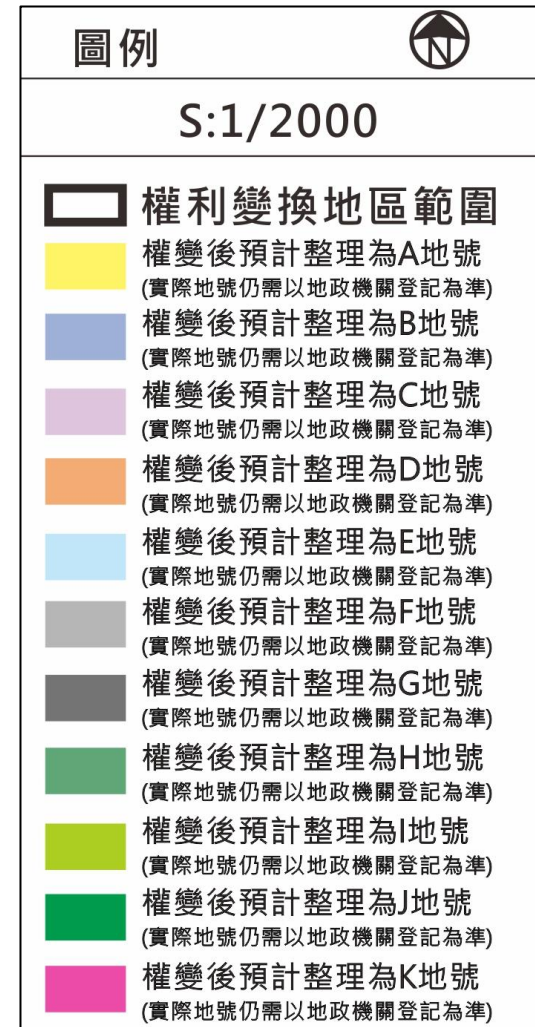 圖例
N
S:1/2000
權利變換地區範圍
權變後預計整理為A地號
(實際地號仍需以地政機關登記為準)
權變後預計整理為B地號
(實際地號仍需以地政機關登記為準)
權變後預計整理為C地號
(實際地號仍需以地政機關登記為準)
權變後預計整理為D地號
(實際地號仍需以地政機關登記為準)
權變後預計整理為E地號
(實際地號仍需以地政機關登記為準)
權變後預計整理為F地號
(實際地號仍需以地政機關登記為準)
權變後預計整理為G地號
(實際地號仍需以地政機關登記為準)
權變後預計整理為H地號
(實際地號仍需以地政機關登記為準)
權變後預計整理為I地號
(實際地號仍需以地政機關登記為準)
權變後預計整理為J地號
(實際地號仍需以地政機關登記為準)
權變後預計整理為K地號
(實際地號仍需以地政機關登記為準)